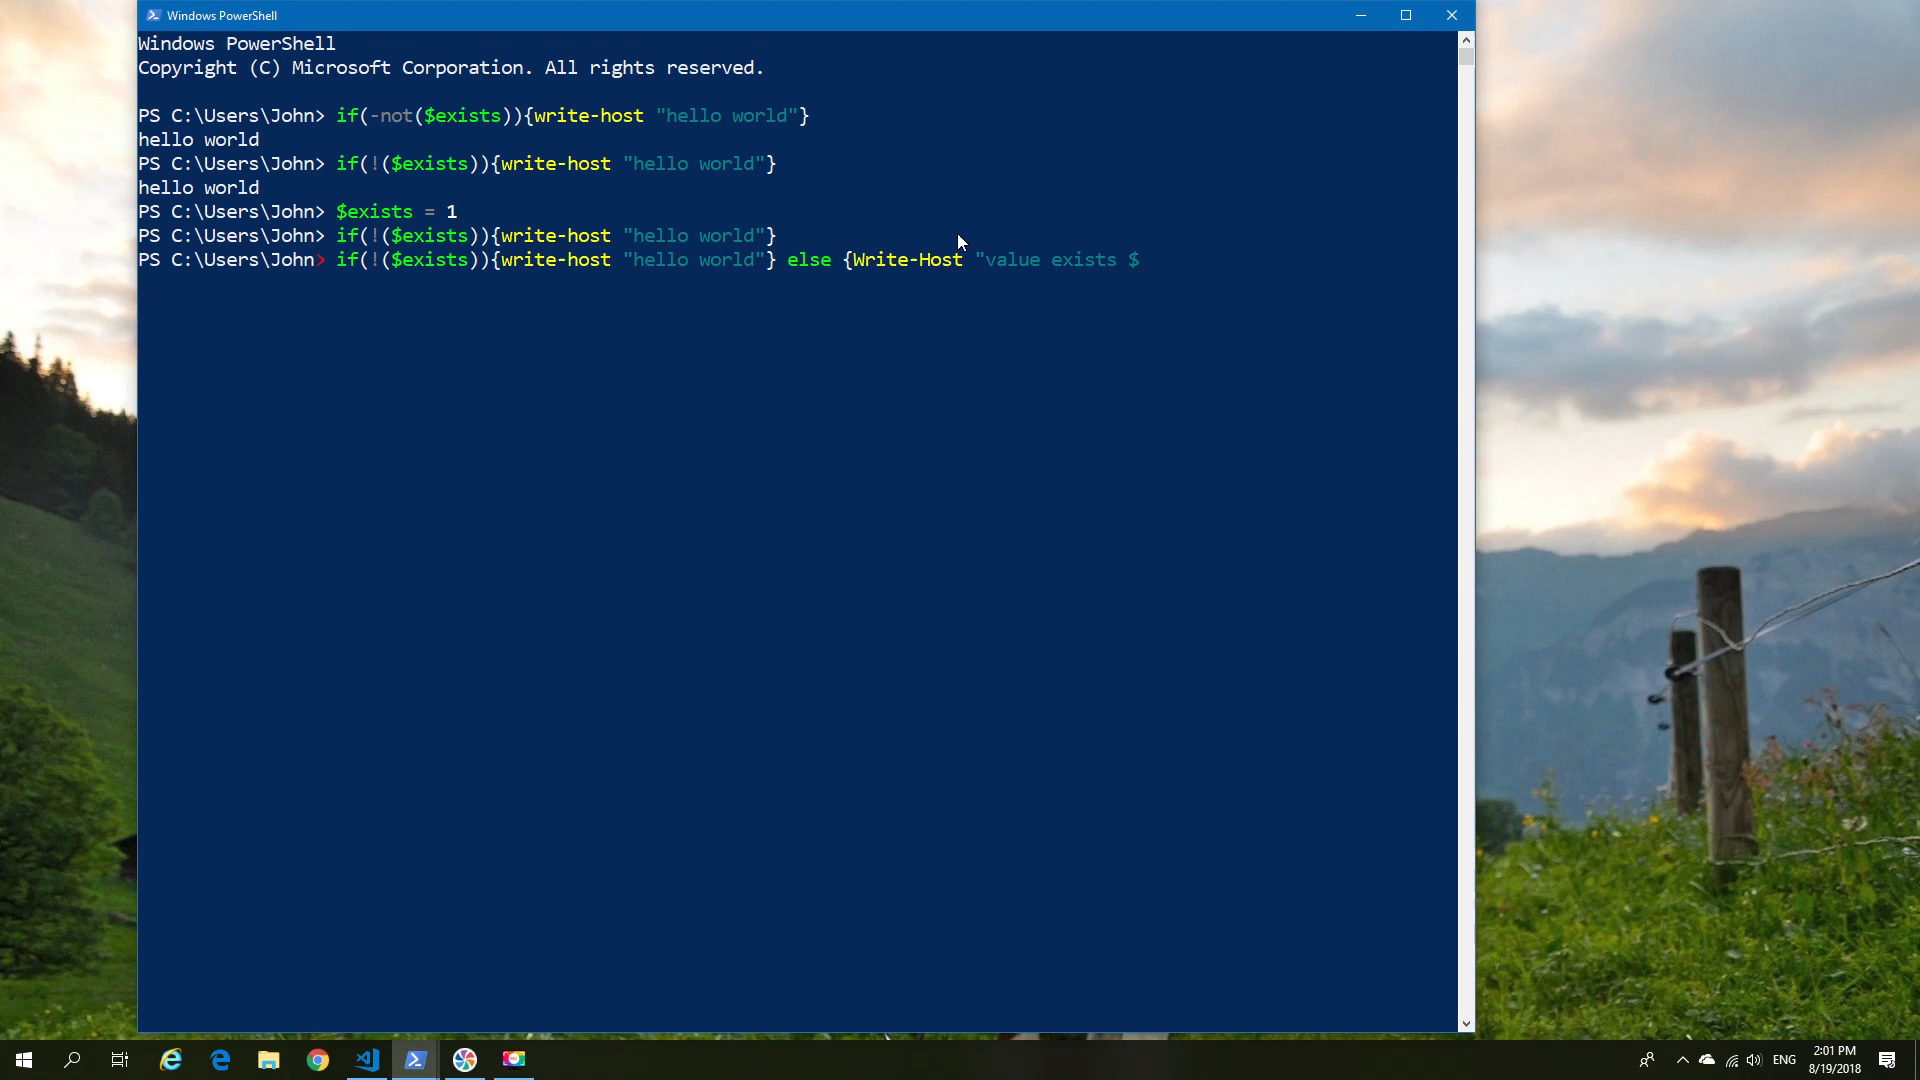 Windows PowerShell
Windows PowerShell
Copyright (C) Microsoft Corporation. All rights reserved.
PS C:\Users\John> if(-not($exists)){write-host "hello world"}
hello world
PS C:\Users\John> if(!($exists)){write-host "hello world"}
hello world
PS C:\Users\John> $exists = 1
PS C:\Users\John> if(!($exists)){write-host "hello world"}
PS C:\Users\John> if(!($exists)){write-host "hello world"} else {Write-Host "value exists $
ENG
2:01 PM
8/19/2018